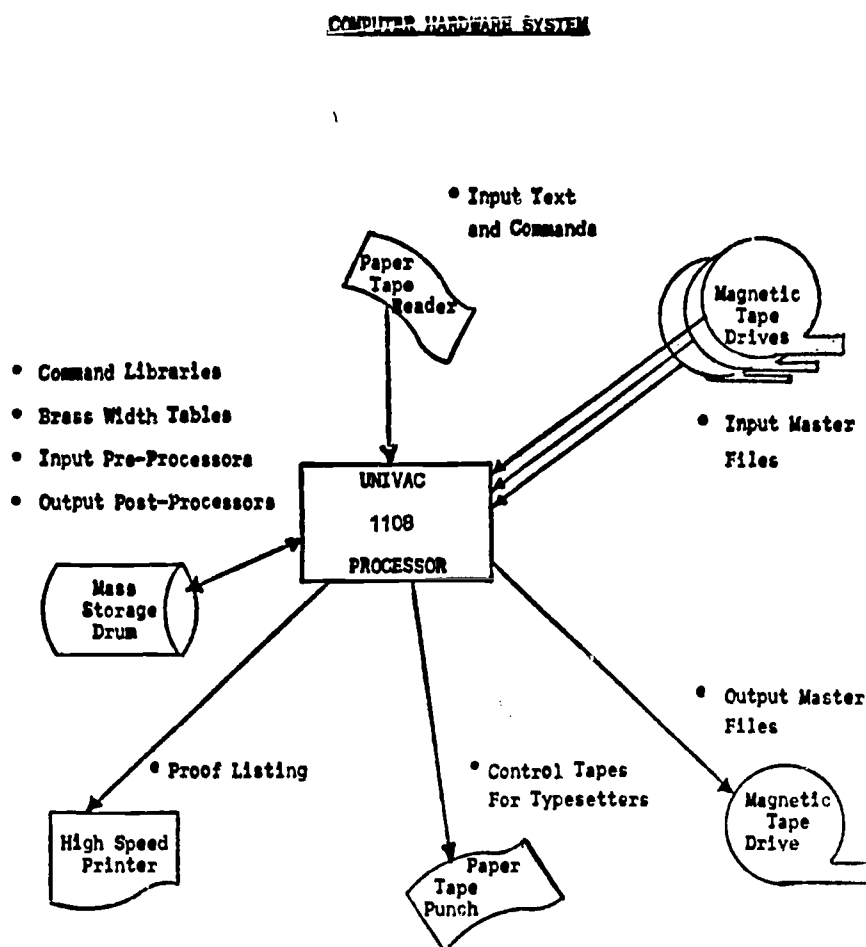 COMPUTER HARDWARE SYSTEM
• Input Text
and Commands
Paper
Tape
Reader
Magnetic
Tape
Drives
• Command Libraries
• Brass Width Tables
• Input Pre-Processors
• Output Post-Processors
• Input Master
Files
UNIVAC
1108
PROCESSOR
Mass
Storage
Drum
• Output Master
Files
• Proof Listing
• Control Tapes
For Typesetters
High Speed
Printer
Paper
Tape
Punch
Magnetic
Tape
Drive